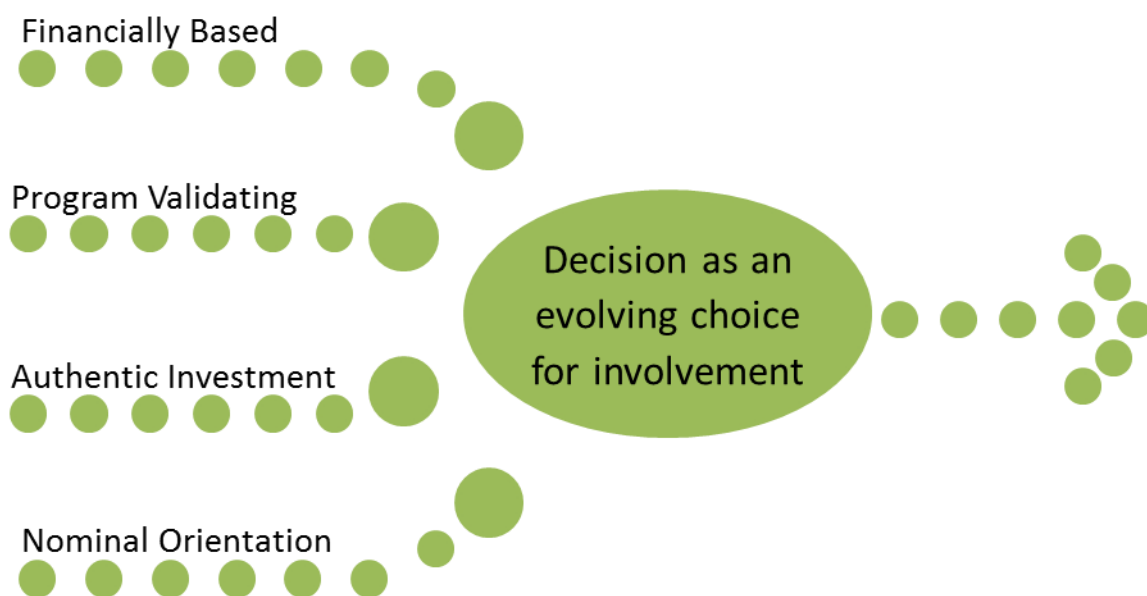 Financially Based
Program Validating
Authentic Investment
Nominal Orientation
Decision as an
evolving choice
for involvement